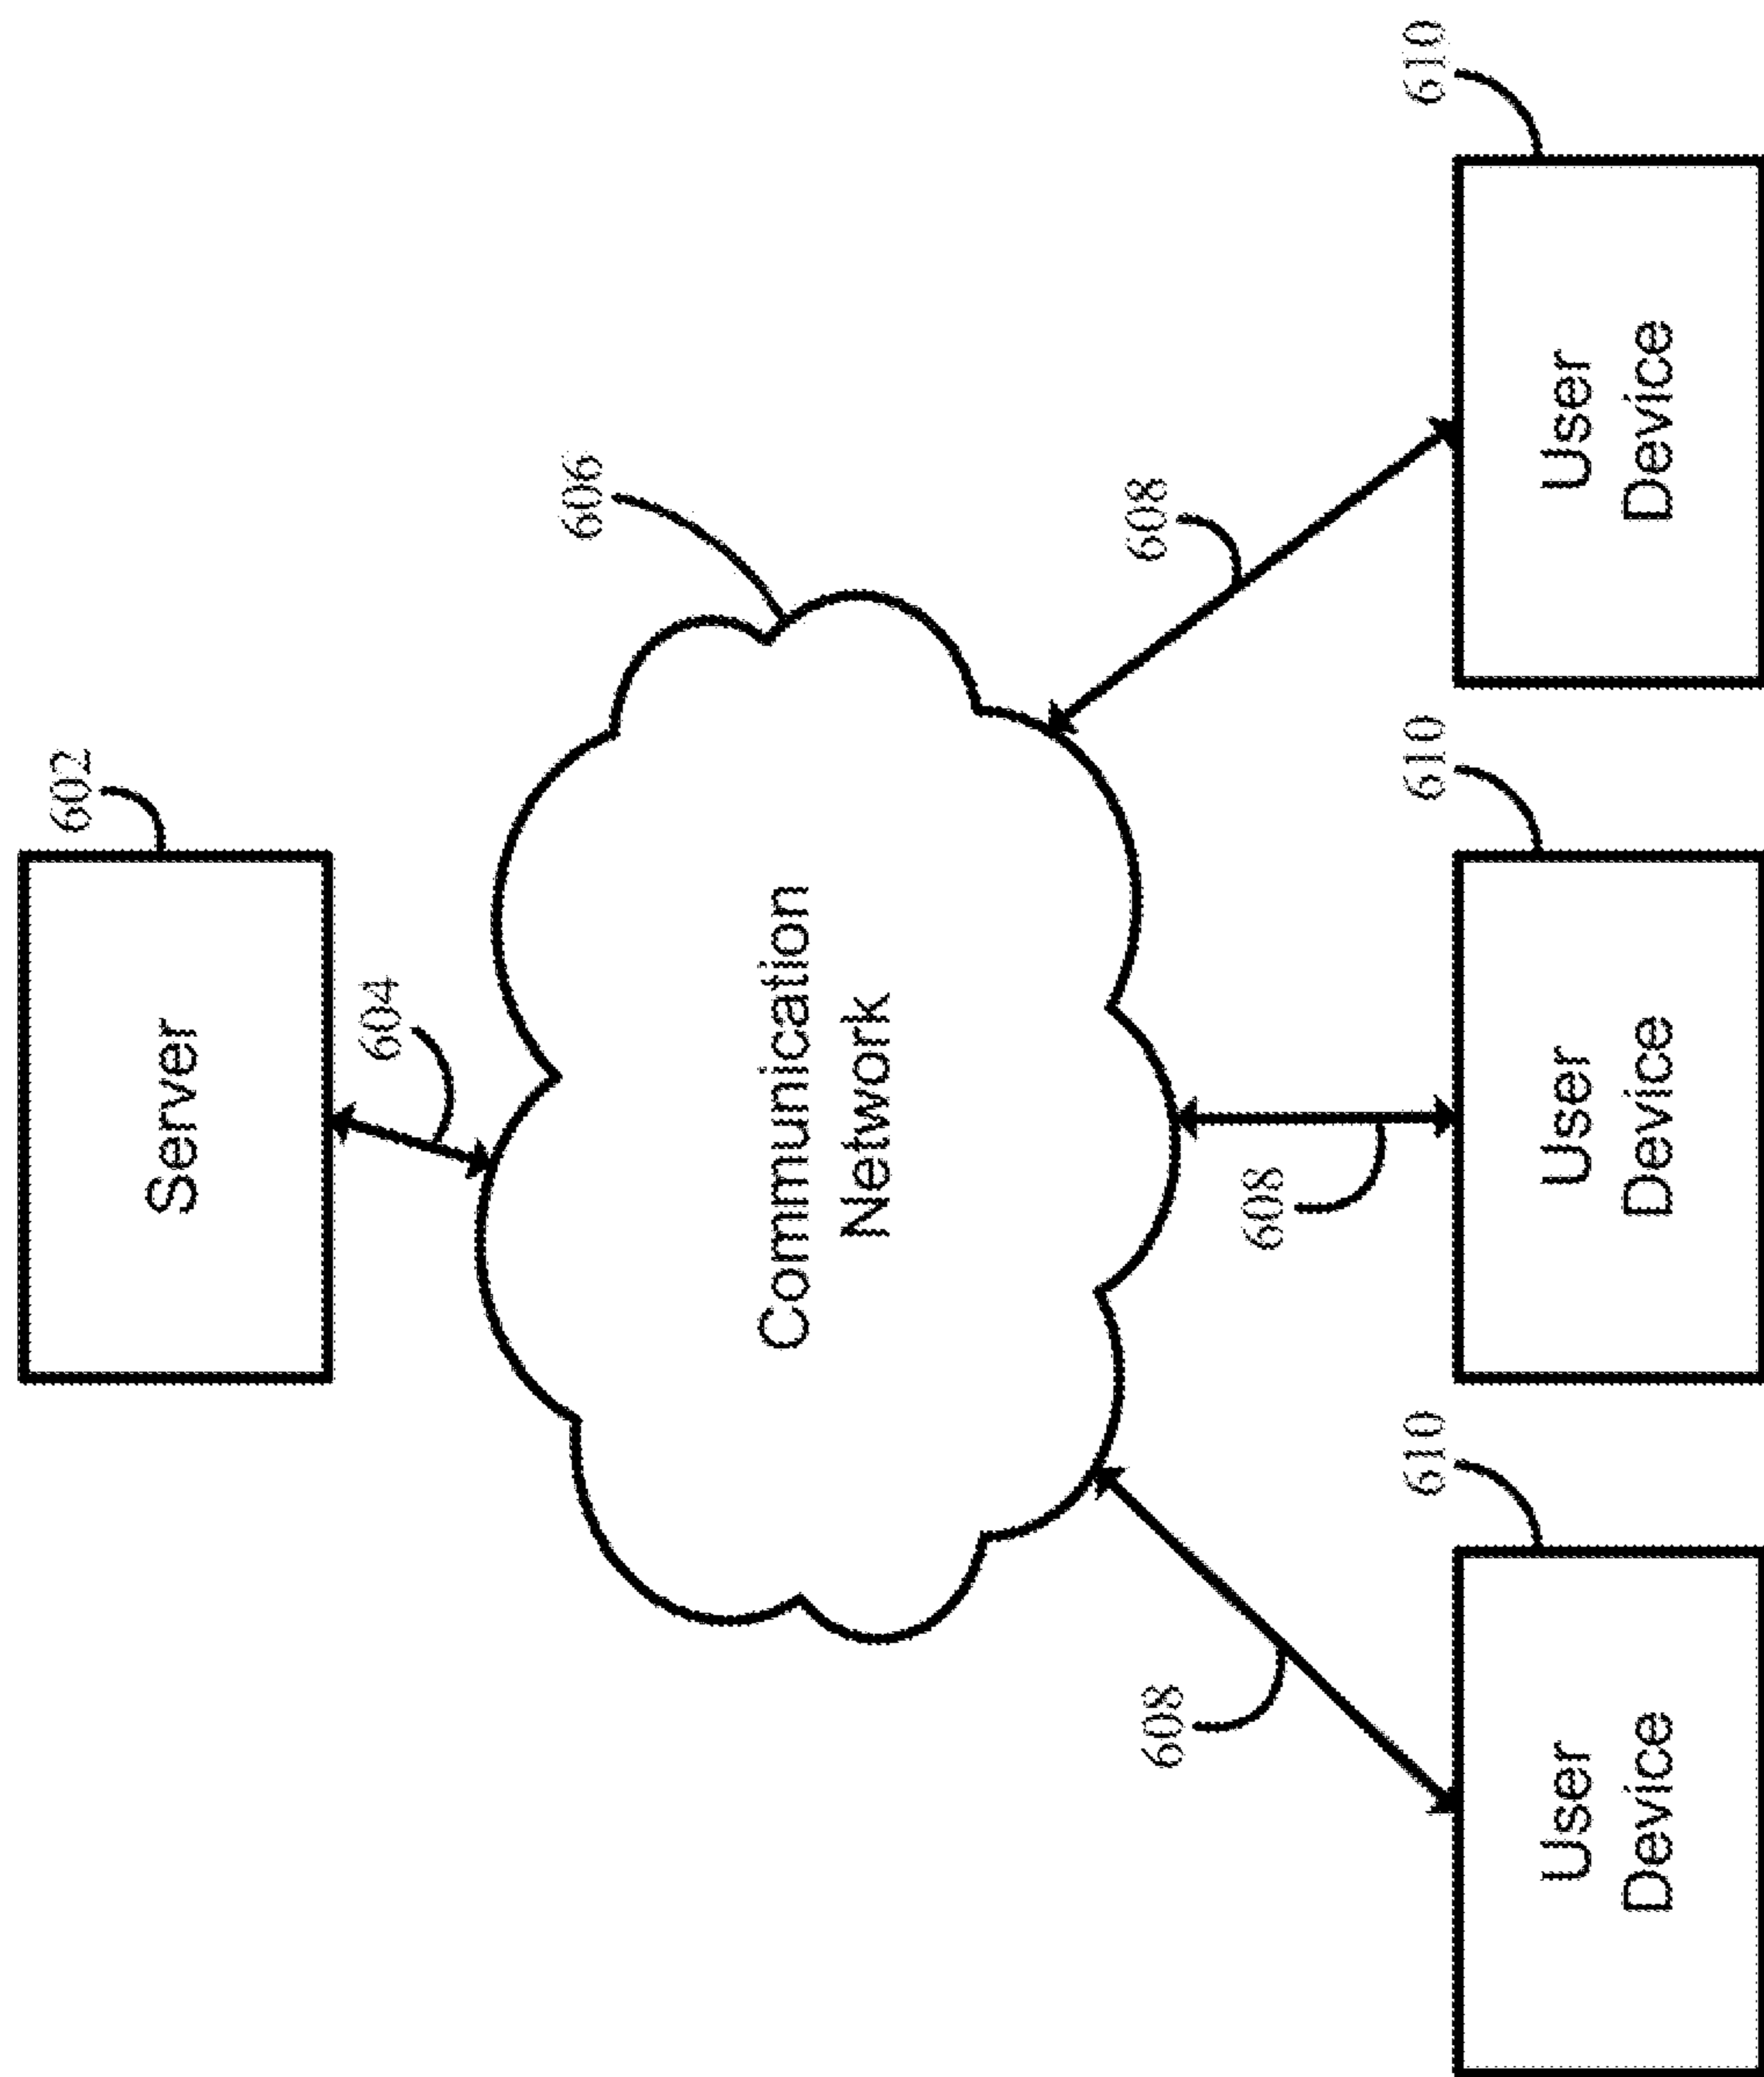 Server
602
604
606
Communication
Network
608
608
608
User
Device
610
User
Device
610
User
Device
610